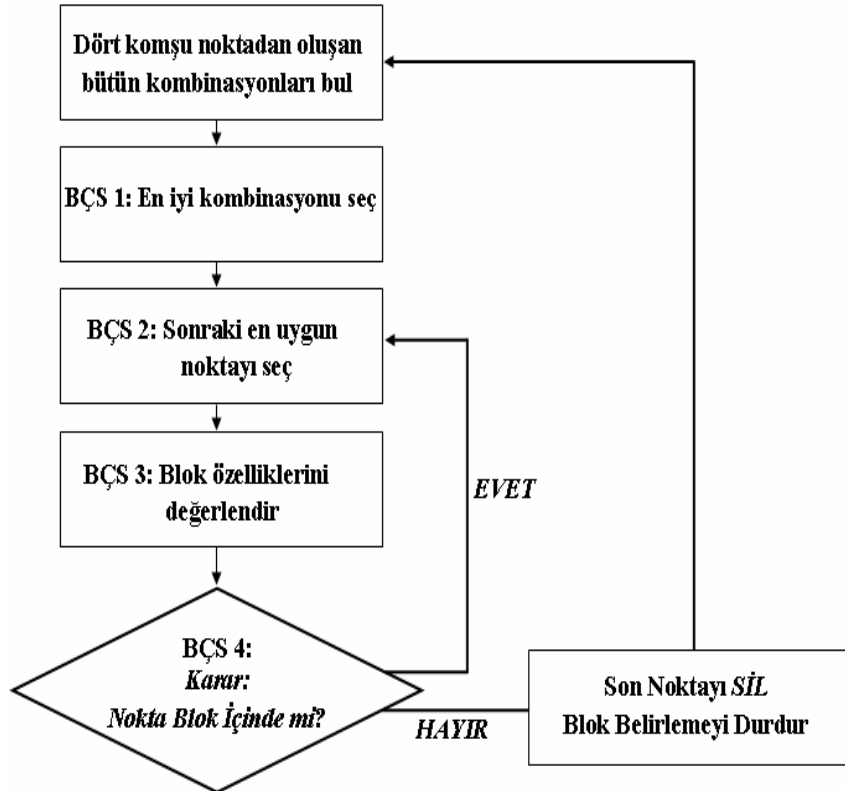 Dört komşu noktadan oluşan
bütün kombinasyonları bul
BÇS 1: En iyi kombinasyonu seç
BÇS 2: Sonraki en uygun
noktayı seç
BÇS 3: Blok özelliklerini
değerlendir
EVET
BÇS 4:
Karar:
Nokta Blok İçinde mi?
HAYIR
Son Noktayı SİL
Blok Belirlemeyi Durdur